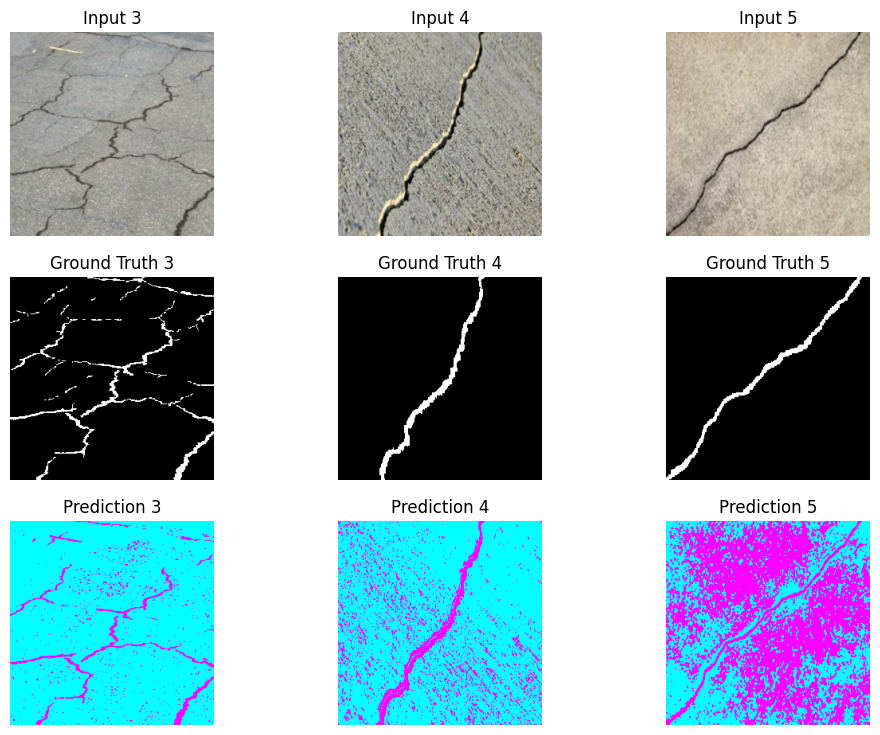 Input 3
Input 4
Input 5
Ground Truth 3
Ground Truth 4
Ground Truth 5
Prediction 3
Prediction 4
Prediction 5